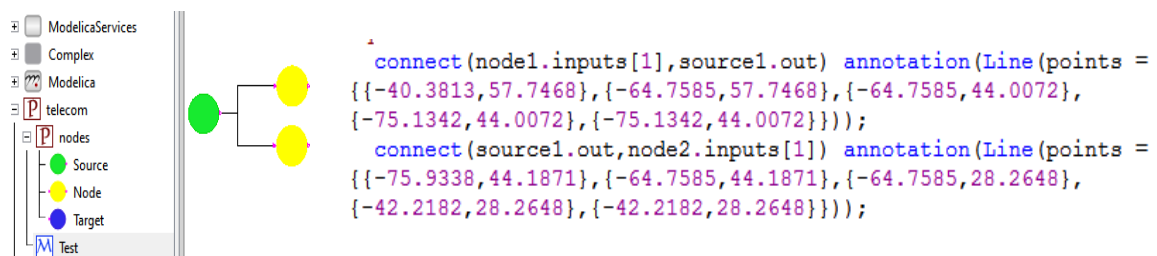 ModelicaServices
Complex
Modelica
telecom
nodes
Source
Node
Target
Test
connect(node1.inputs[1],source1.out) annotation(Line(points =
{{-40.3813,57.7468},{-64.7585,57.7468},{-64.7585,44.0072},
{-75.1342,44.0072},{-75.1342,44.0072}}));
connect(source1.out,node2.inputs[1]) annotation(Line(points =
{{-75.9338,44.1871},{-64.7585,44.1871},{-64.7585,28.2648},
{-42.2182,28.2648},{-42.2182,28.2648}}));